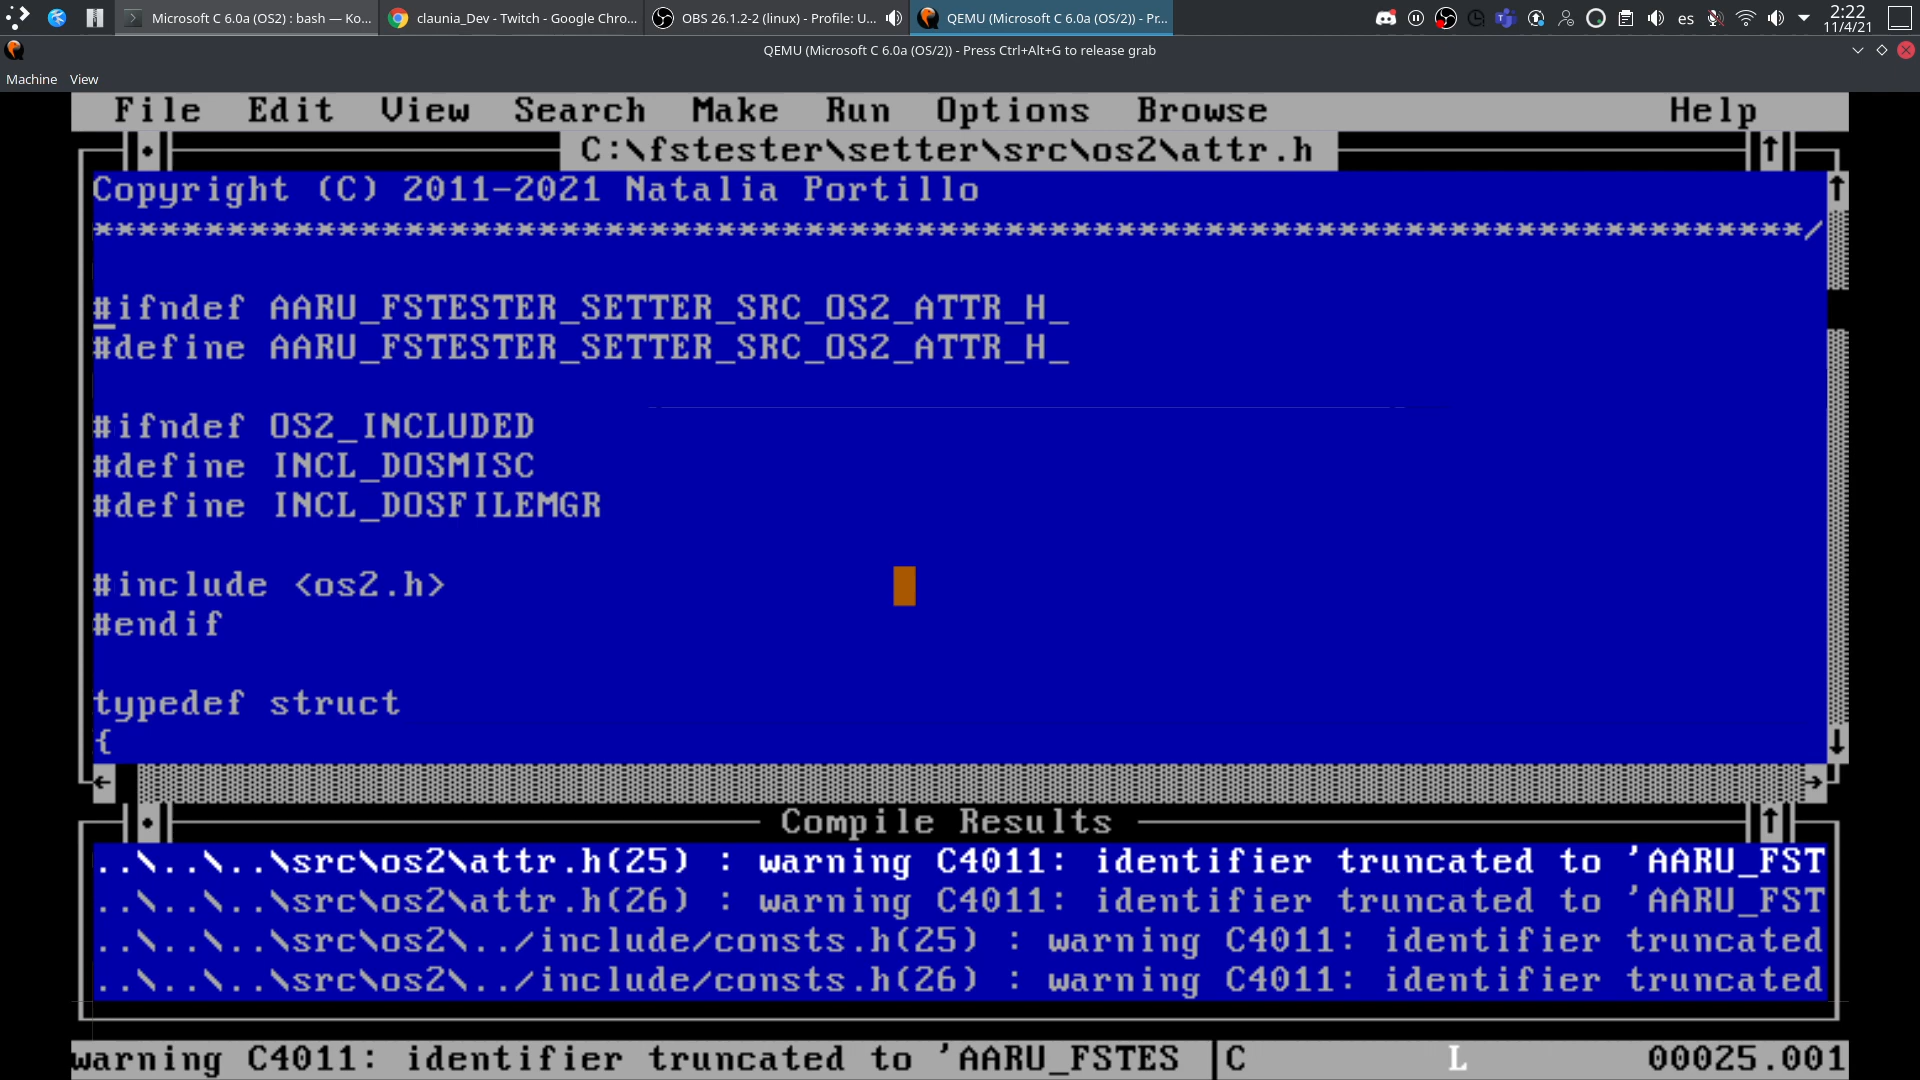 Microsoft C 6.0a (OS2) : bash — Ko...
claunia_Dev - Twitch - Google Chro...
OBS 26.1.2-2 (linux) - Profile: U...
QEMU (Microsoft C 6.0a (OS/2)) - Pr...
es
2:22
11/4/21
QEMU (Microsoft C 6.0a (OS/2)) - Press Ctrl+Alt+G to release grab
Machine View
File Edit View Search Make Run Options Browse Help
C:\fstester\setter\src\os2\attr.h
Copyright (C) 2011-2021 Natalia Portillo
*****************************************************************************/
#ifndef AARU_FSTESTER_SETTER_SRC_OS2_ATTR_H_
#define AARU_FSTESTER_SETTER_SRC_OS2_ATTR_H_
#ifndef OS2_INCLUDED
#define INCL_DOSMISC
#define INCL_DOSFILEMGR
#include <os2.h>
#endif
typedef struct
{
Compile Results
..\..\..\src\os2\attr.h(25) : warning C4011: identifier truncated to 'AARU_FST
..\..\..\src\os2\attr.h(26) : warning C4011: identifier truncated to 'AARU_FST
..\..\..\src\os2\../include/consts.h(25) : warning C4011: identifier truncated
..\..\..\src\os2\../include/consts.h(26) : warning C4011: identifier truncated
warning C4011: identifier truncated to 'AARU_FSTES
C L 00025.001